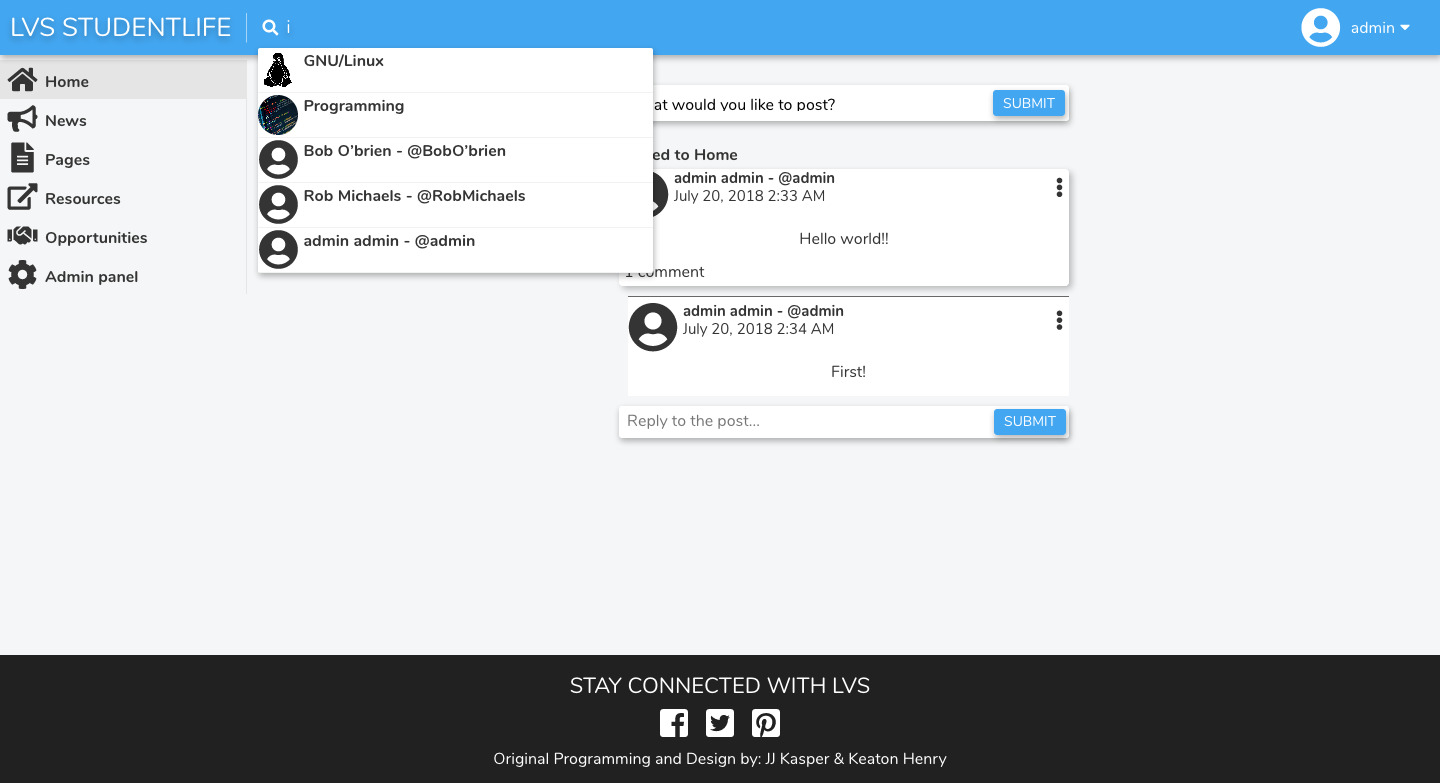 LVS STUDENTLIFE
i
admin
GNU/Linux
Programming
Bob O'brien - @BobO'brien
Rob Michaels - @RobMichaels
admin admin - @admin
Home
News
Pages
Resources
Opportunities
Admin panel
at would you like to post?
SUBMIT
ed to Home
admin admin - @admin
July 20, 2018 2:33 AM
Hello world!!
1 comment
admin admin - @admin
July 20, 2018 2:34 AM
First!
Reply to the post...
SUBMIT
STAY CONNECTED WITH LVS
Original Programming and Design by: JJ Kasper & Keaton Henry